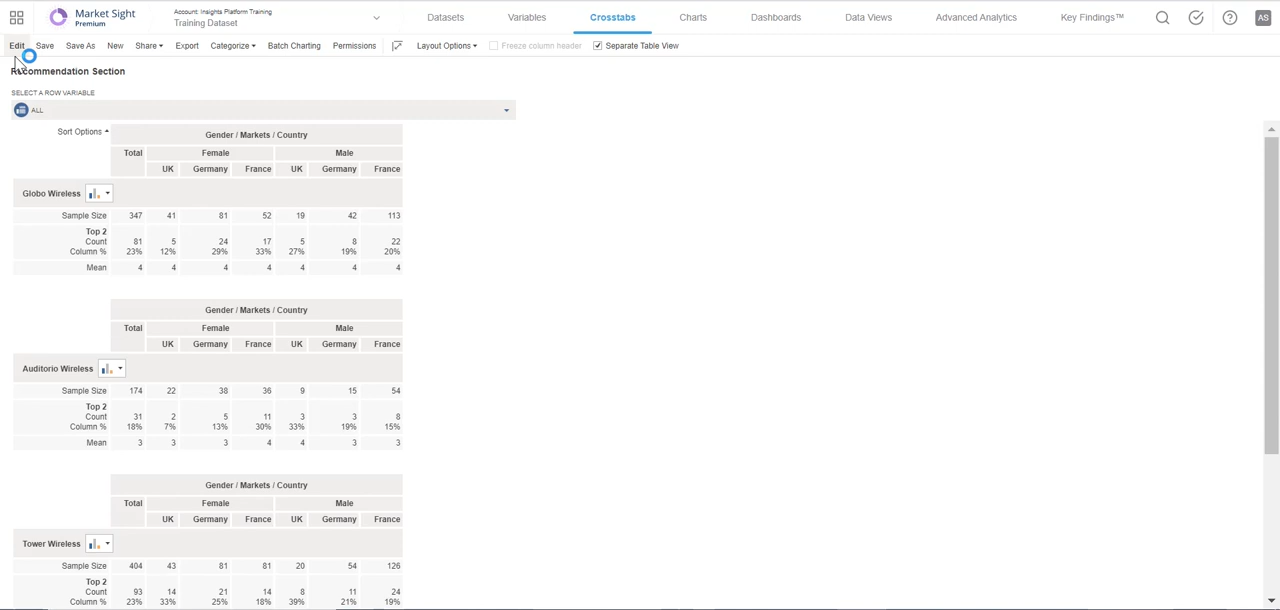 Market Sight
Premium
Account: Insights Platform Training
Training Dataset
Datasets Variables Crosstabs Charts Dashboards Data Views Advanced Analytics Key Findings™ AS
Edit Save Save As New Share Export Categorize Batch Charting Permissions Layout Options Freeze column header Separate Table View
Recommendation Section
SELECT A ROW VARIABLE
ALL
Sort Options Gender / Markets / Country
Total Female Male
UK Germany France UK Germany France
Globo Wireless
Sample Size 347 41 81 52 19 42 113
Top 2
Count 81 5 24 17 5 8 22
Column % 23% 12% 29% 33% 27% 19% 20%
Mean 4 4 4 4 4 4 4
Gender / Markets / Country
Total Female Male
UK Germany France UK Germany France
Auditorio Wireless
Sample Size 174 22 38 36 9 15 54
Top 2
Count 31 2 5 11 3 3 8
Column % 18% 7% 13% 30% 33% 19% 15%
Mean 3 3 3 4 4 3 3
Gender / Markets / Country
Total Female Male
UK Germany France UK Germany France
Tower Wireless
Sample Size 404 43 81 81 20 54 126
Top 2
Count 93 14 21 14 8 11 24
Column % 23% 33% 25% 18% 39% 21% 19%